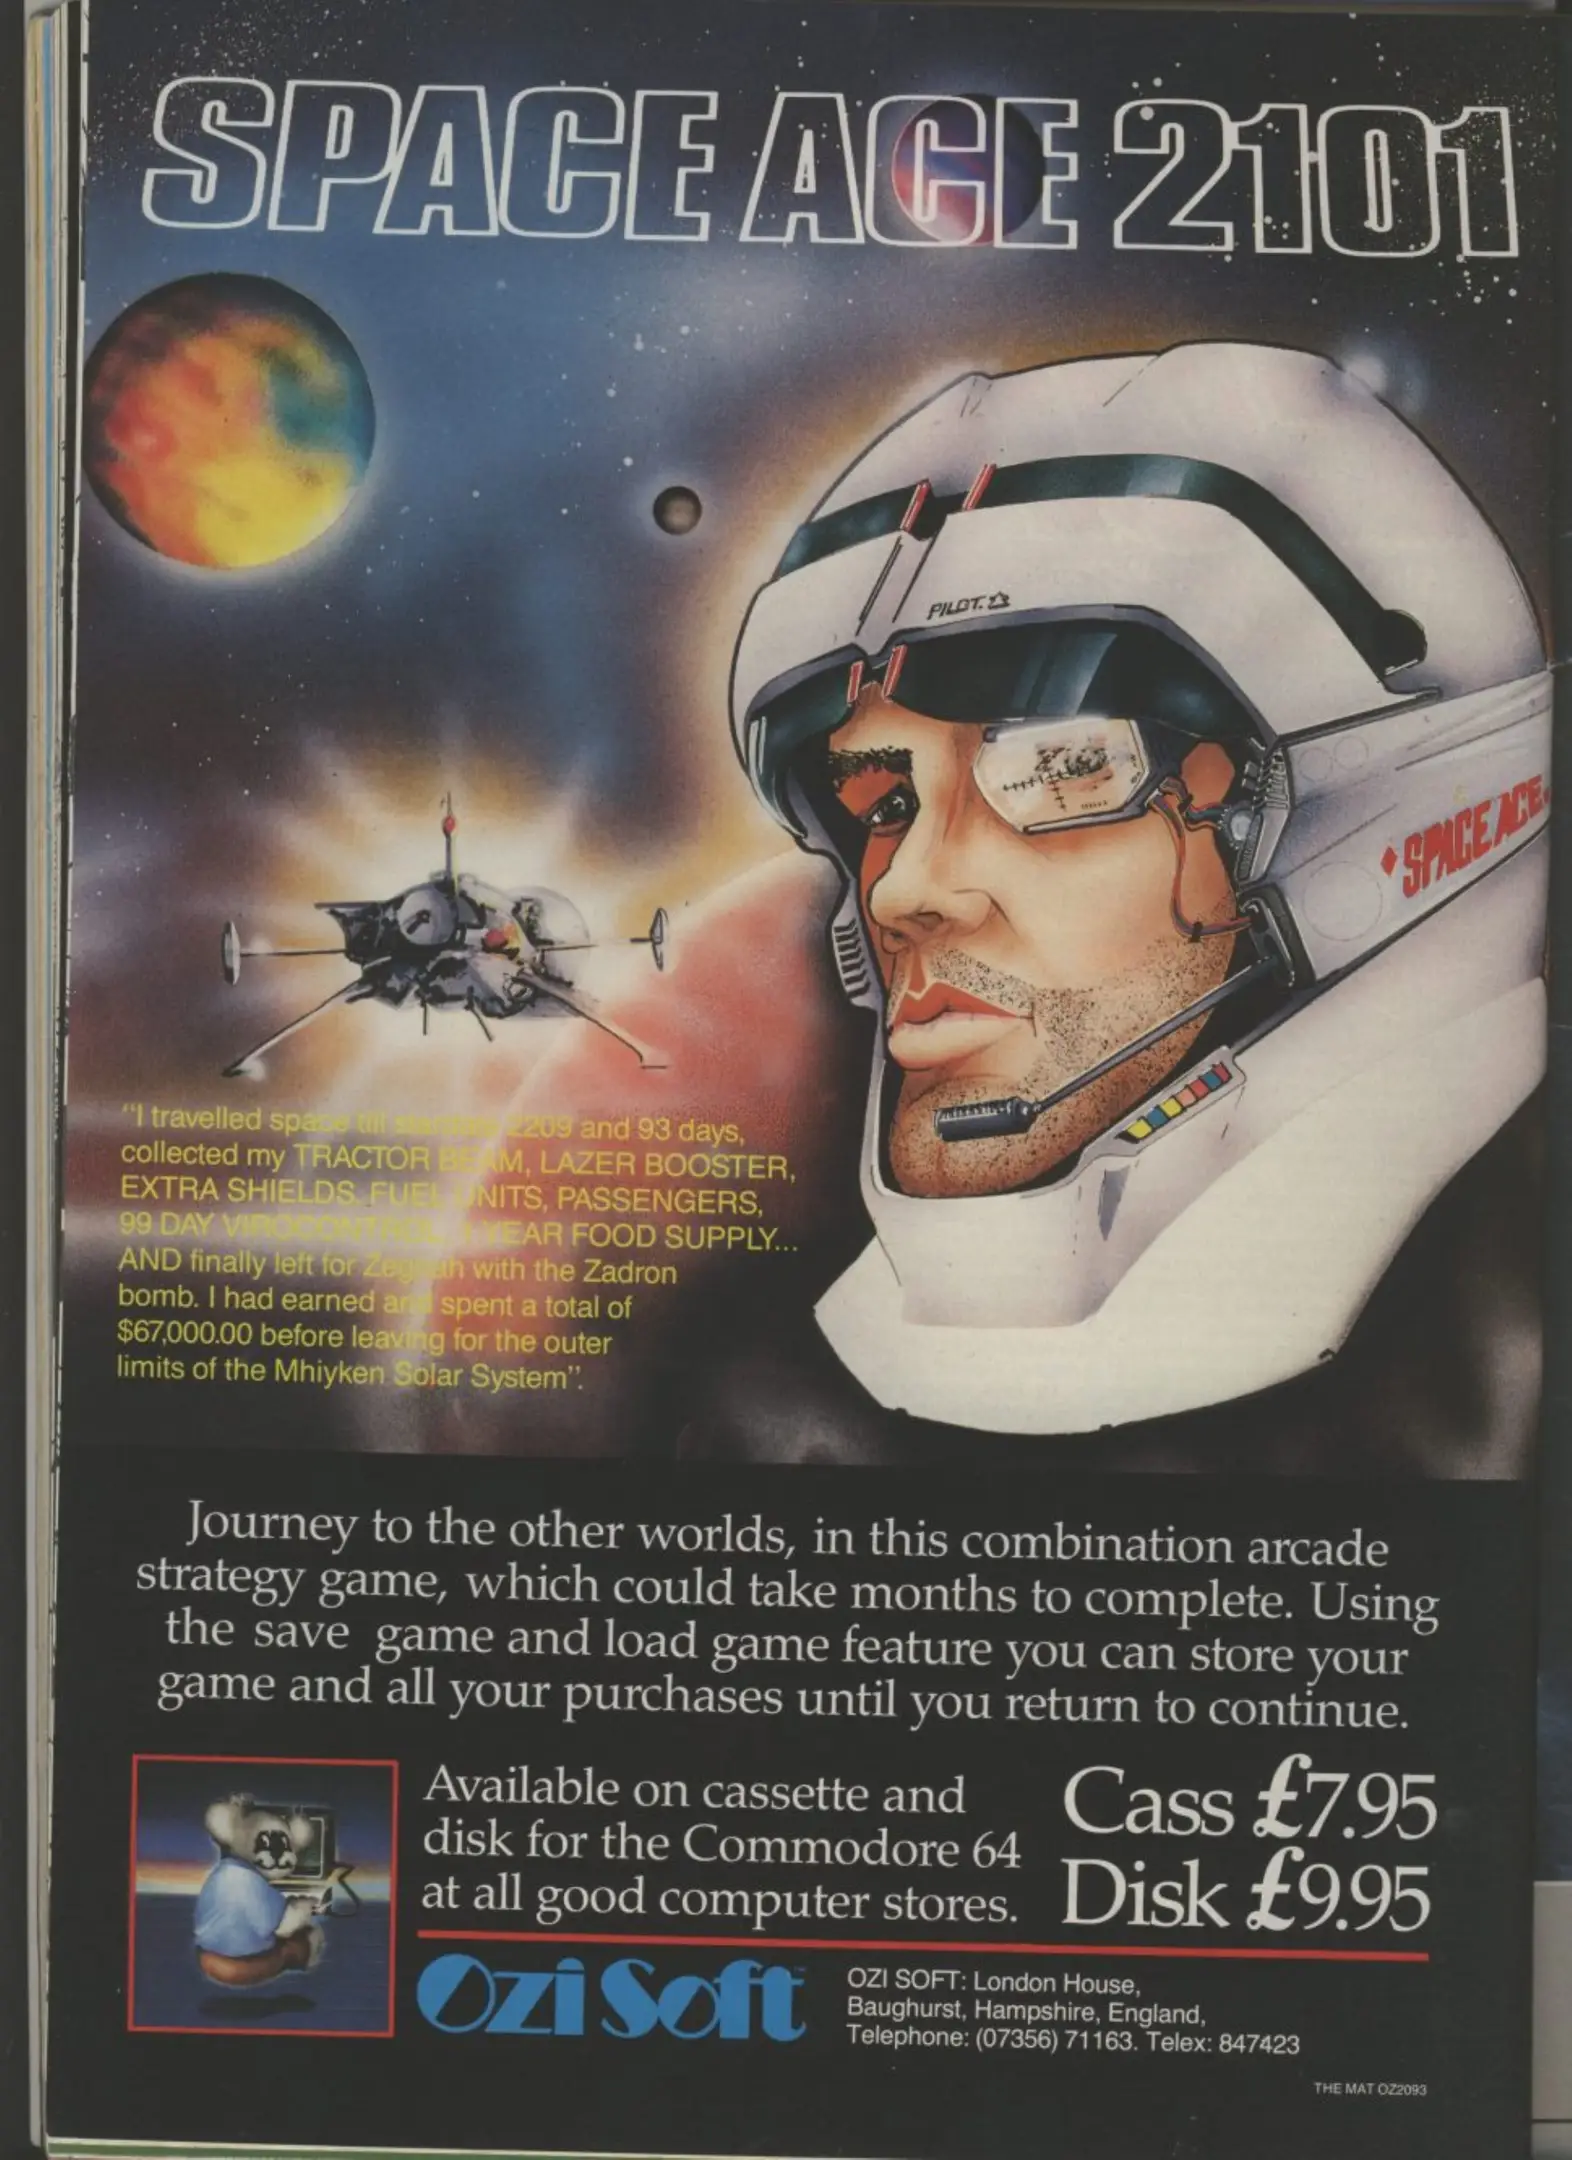 SPACE ACE 2101
PILOT.
SPACE ACE
"I travelled space till stardate 2209 and 93 days,
collected my TRACTOR BEAM, LAZER BOOSTER,
EXTRA SHIELDS, FUEL UNITS, PASSENGERS,
99 DAY VIROCONTROL, 1 YEAR FOOD SUPPLY...
AND finally left for with the Zadron
bomb. I had earned and spent a total of
$67,000.00 before leaving for the outer
limits of the Mhiyken Solar System".
Journey to the other worlds, in this combination arcade
strategy game, which could take months to complete. Using
the save game and load game feature you can store your
game and all your purchases until you return to continue.
Available on cassette and
disk for the Commodore 64
at all good computer stores.
Cass £7.95
Disk £9.95
Ozi Soft
OZI SOFT: London House,
Baughurst, Hampshire, England,
Telephone: (07356) 71163. Telex: 847423
THE MAT OZ2093